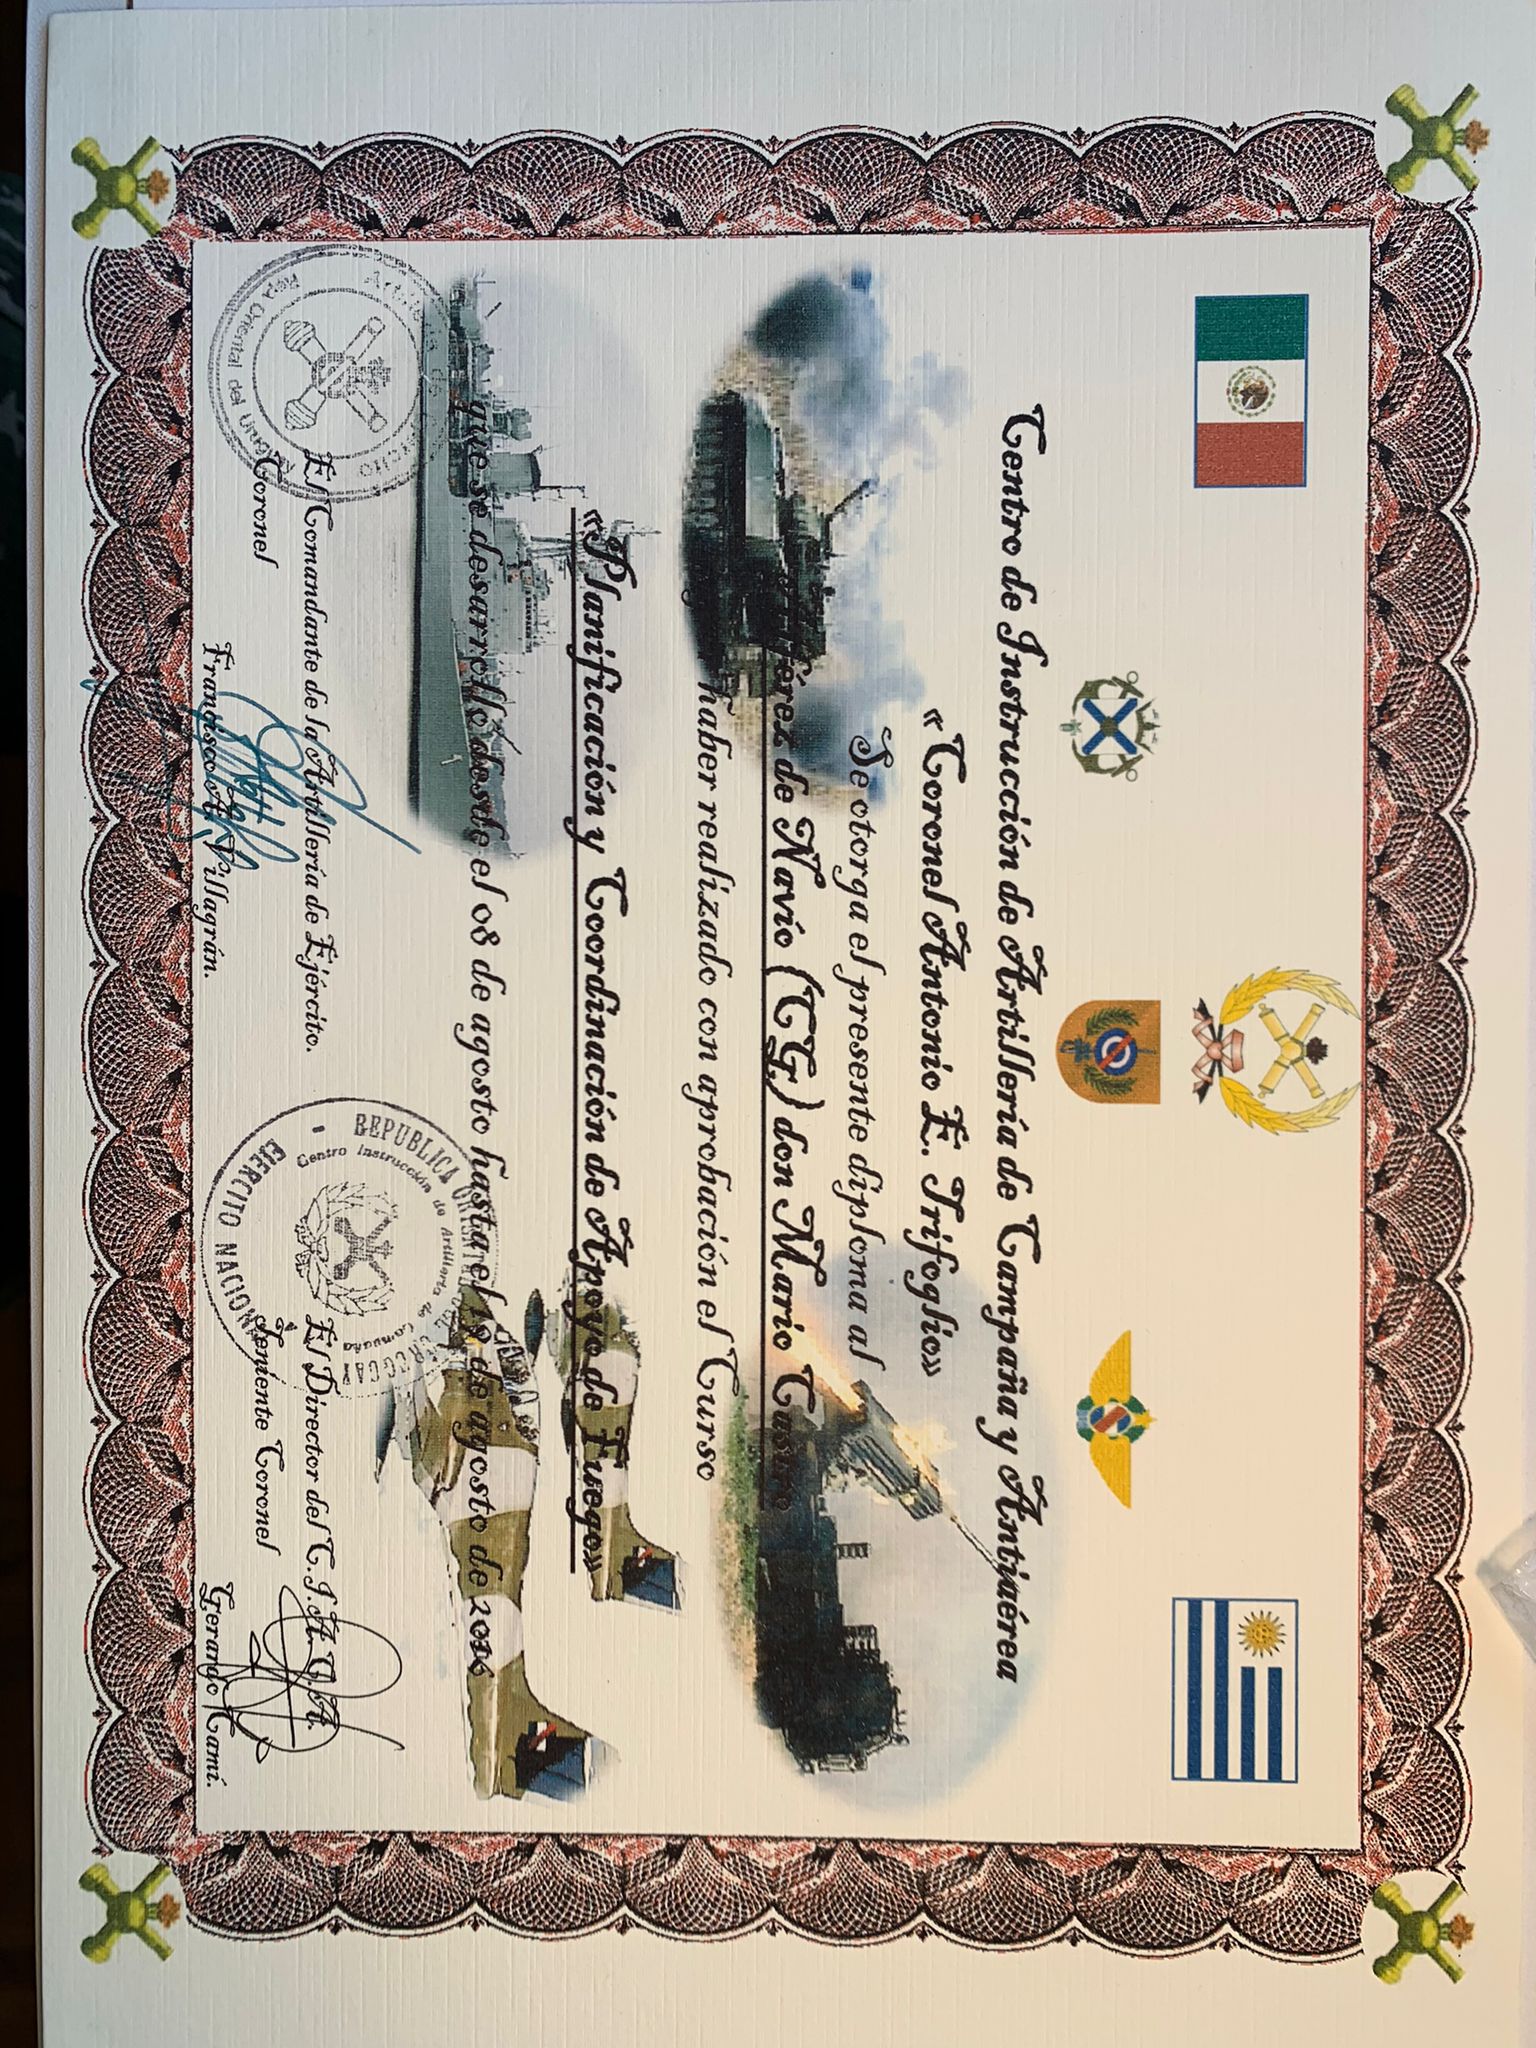 Centro de Instrucción de Artillería de Campaña y Antiaérea
«Coronel Antonio E. Trifoglio»
Se otorga el presente diploma al
Alférez de Navío (CG) don Mario Castro
haber realizado con aprobación el Curso
«Planificación y Coordinación de Apoyo de Fuego»
que se desarrolló desde el 08 de agosto hasta el 19 de agosto de 2016
1
Artillería de Ejército
Repa Oriental del Uruguay
REPUBLICA ORIENTAL DEL URUGUAY
Centro Instrucción de Artillería de Campaña
EJERCITO NACIONAL
El Comandante de la Artillería de Ejército.
Coronel
Francisco A. Villagrán.
El Director del C.I.A.C.A.
Teniente Coronel
Gerardo Camí.